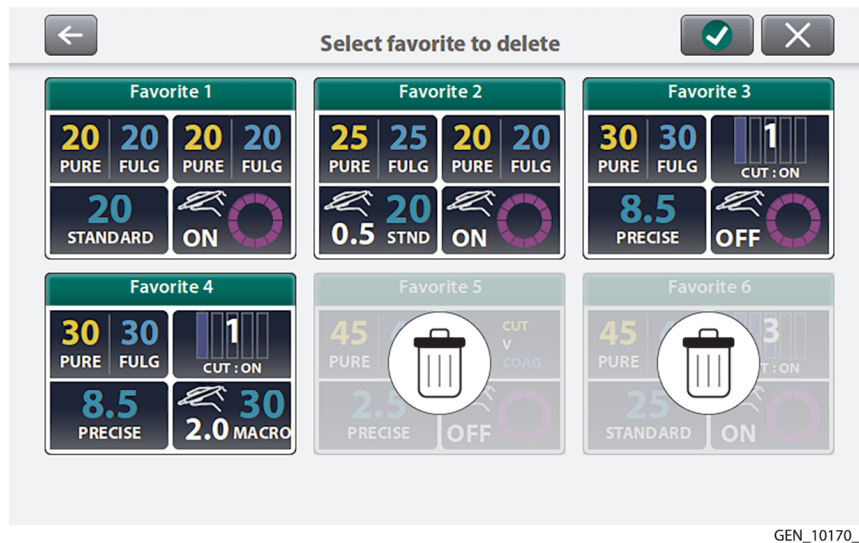 Select favorite to delete
Favorite 1
20 20 20 20
PURE FULG PURE FULG
20
STANDARD ON
Favorite 2
25 25 20 20
PURE FULG PURE FULG
20
0.5 STND ON
Favorite 3
30 30 1
PURE FULG CUT : ON
8.5
PRECISE OFF
Favorite 4
30 30 1
PURE FULG CUT : ON
8.5 30
PRECISE 2.0 MACRO
Favorite 5
45 CUT
PURE V
COAG
2.5
PRECISE OFF
Favorite 6
45 3
PURE T : ON
25
STANDARD ON
GEN_10170_